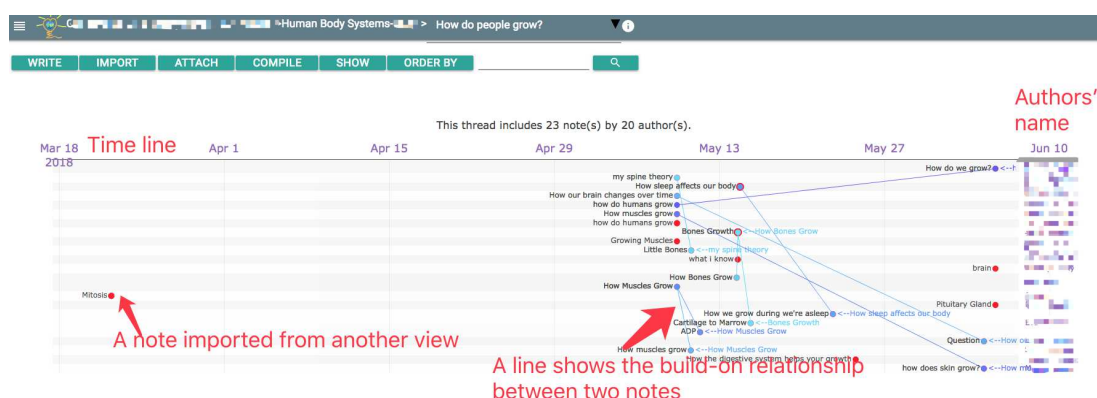 -Human Body Systems- > How do people grow?
WRITE IMPORT ATTACH COMPILE SHOW ORDER BY
Authors'
name
This thread includes 23 note(s) by 20 author(s).
Time line
Mar 18 Apr 1 Apr 15 Apr 29 May 13 May 27 Jun 10
2018
How do we grow? <--h
my spine theory
How sleep affects our body
How our brain changes over time
how do humans grow
How muscles grow
how do humans grow
Bones Growth <--How Bones Grow
Growing Muscles
Little Bones <--my spine theory
what i know
brain
How Bones Grow
How Muscles Grow
Mitosis
Pituitary Gland
How we grow during we're asleep <--How sleep affects our body
Cartilage to Marrow <--Bones Growth
ADP <--How Muscles Grow
A note imported from another view
Question <--How ou
How muscles grow <--How Muscles Grow
How the digestive system helps your growth
A line shows the build-on relationship
between two notes
how does skin grow? <--How m